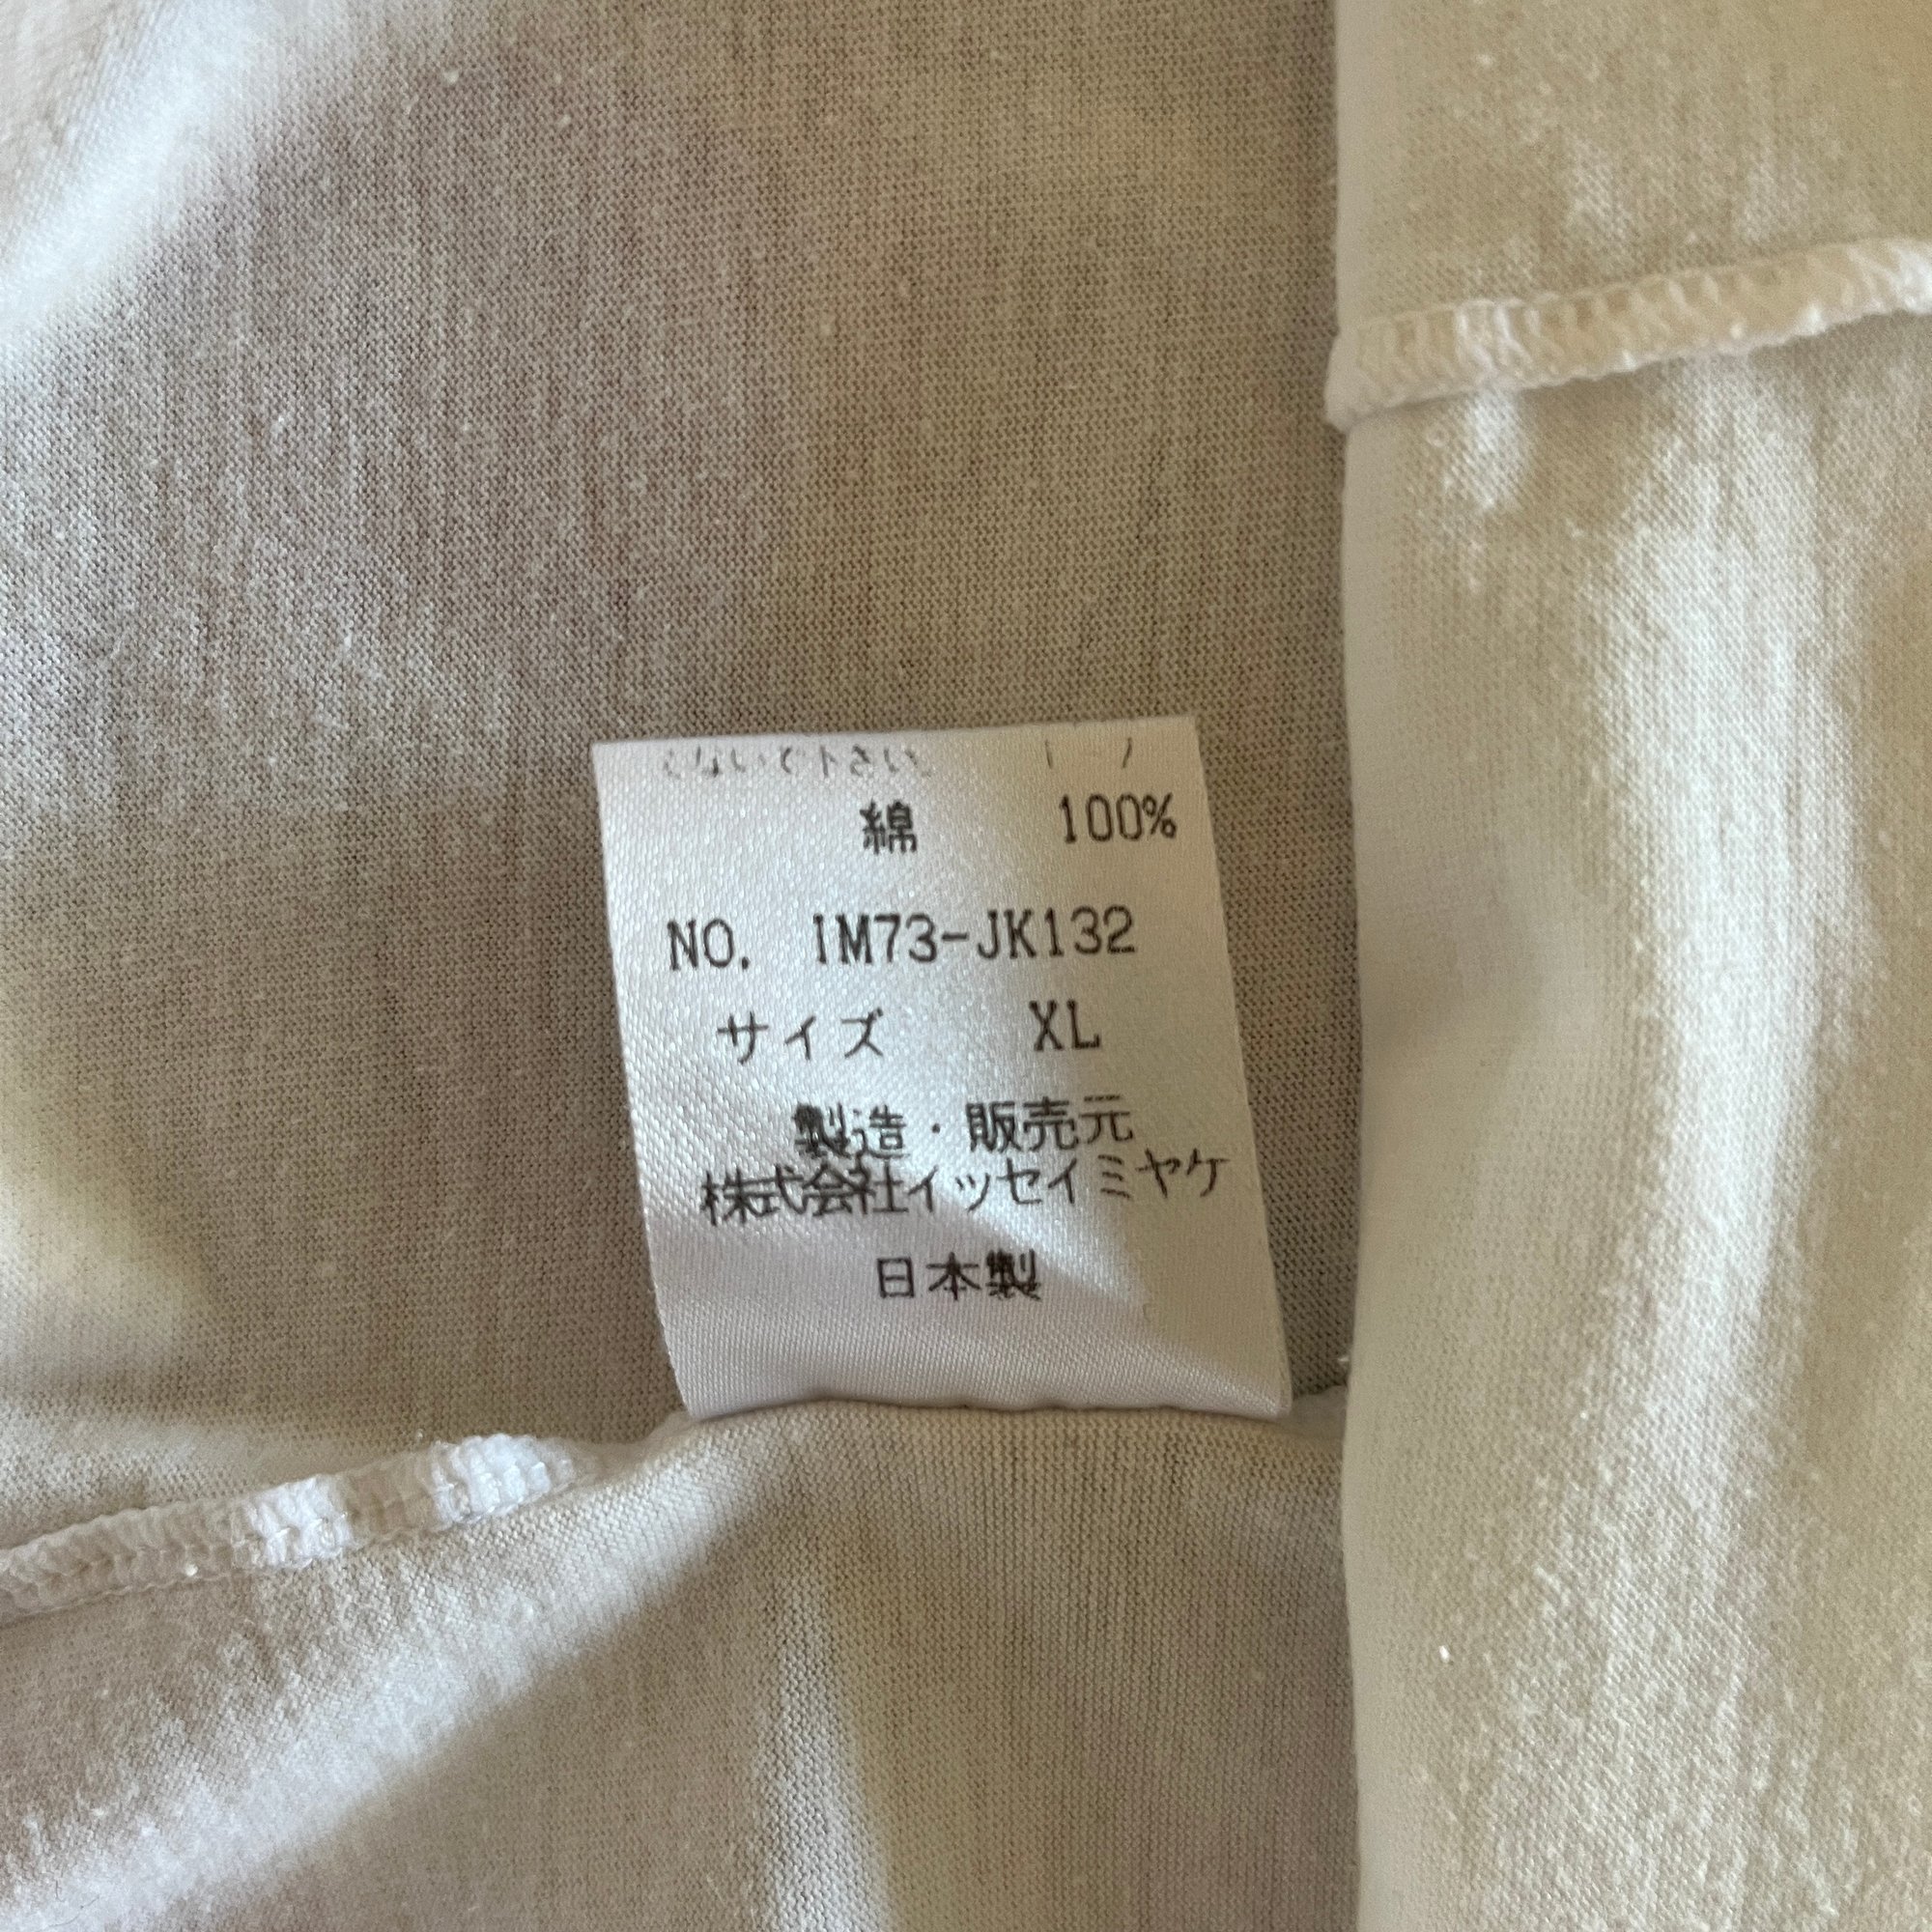 綿 100%
NO. IM73-JK132
サイズ XL
製造・販売元
株式会社イッセイミヤケ
日本製